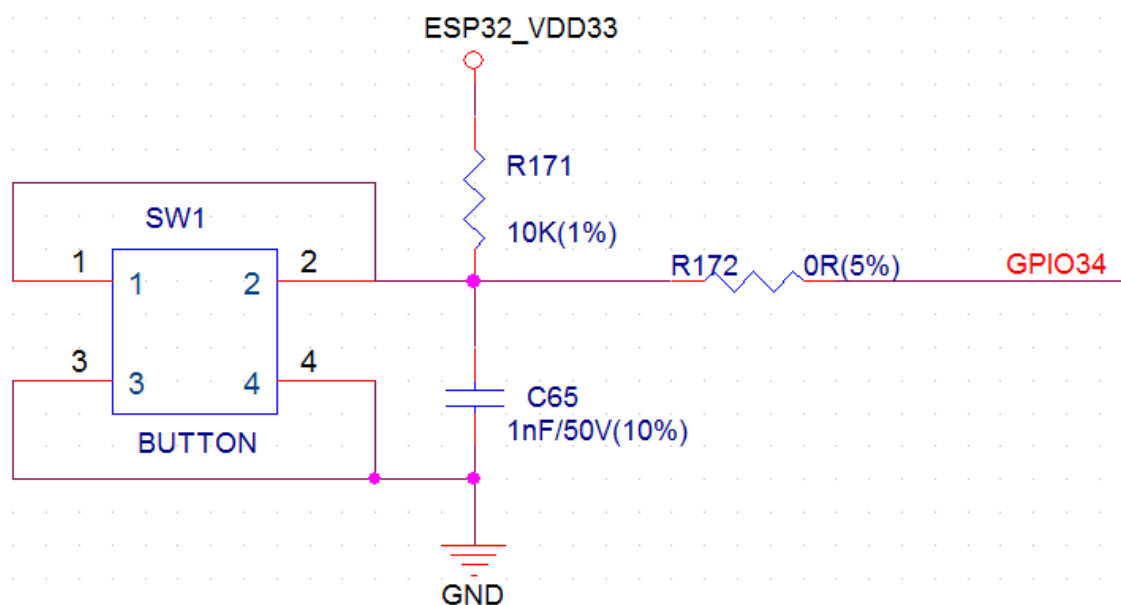 ESP32_VDD33
R171
10K(1%)
SW1
1
2
1
2
R172
0R(5%)
GPIO34
3
4
3
4
C65
1nF/50V(10%)
BUTTON
GND